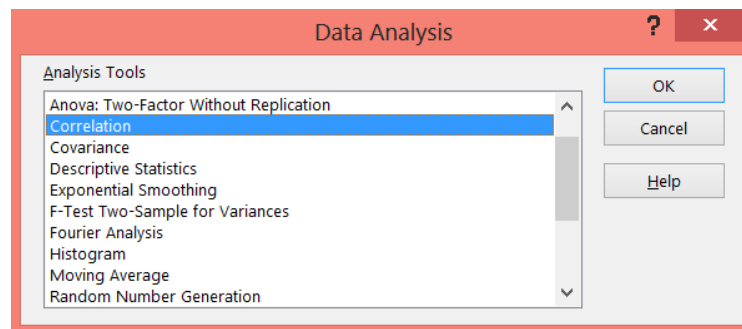 Data Analysis
?
x
Analysis Tools
Anova: Two-Factor Without Replication
Correlation
Covariance
Descriptive Statistics
Exponential Smoothing
F-Test Two-Sample for Variances
Fourier Analysis
Histogram
Moving Average
Random Number Generation
OK
Cancel
Help